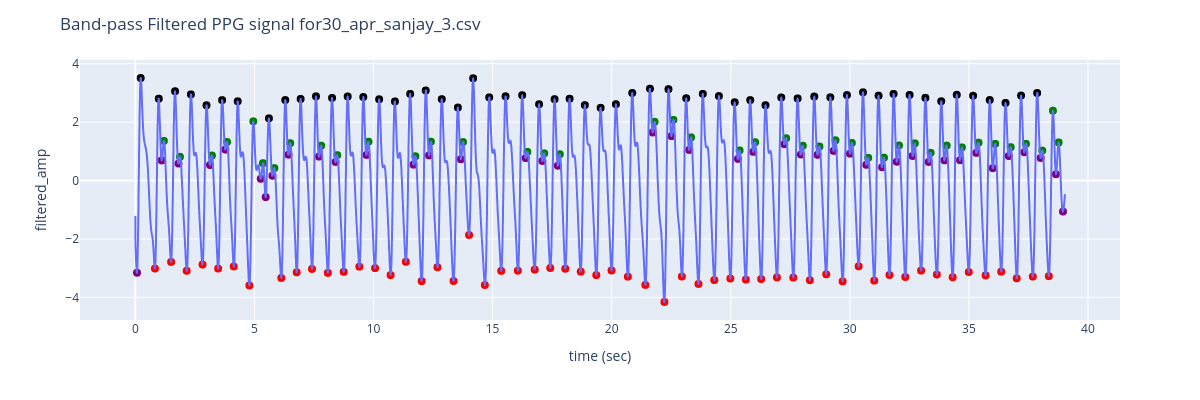 Band-pass Filtered PPG signal for30_apr_sanjay_3.csv
4
2
0
−2
−4
filtered_amp
0 5 10 15 20 25 30 35 40
time (sec)